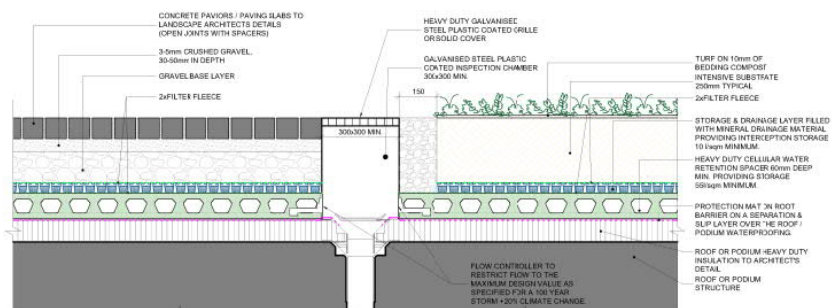 CONCRETE PAVIORS / PAVING SLABS TO
LANDSCAPE ARCHITECTS DETAILS
(OPEN JOINTS WITH SPACERS)
3-5mm CRUSHED GRAVEL,
30-50mm IN DEPTH
GRAVEL BASE LAYER
2xFILTER FLEECE
HEAVY DUTY GALVANISED
STEEL PLASTIC COATED GRILLE
OR SOLID COVER
GALVANISED STEEL PLASTIC
COATED INSPECTION CHAMBER
300x300 MIN.
150
300x300 MIN.
TURF ON 10mm OF
BEDDING COMPOST
INTENSIVE SUBSTRATE
250mm TYPICAL
2xFILTER FLEECE
STORAGE & DRAINAGE LAYER FILLED
WITH MINERAL DRAINAGE MATERIAL
PROVIDING INTERCEPTION STORAGE
10 l/sqm MINIMUM.
HEAVY DUTY CELLULAR WATER
RETENTION SPACER 60mm DEEP
MIN. PROVIDING STORAGE
55l/sqm MINIMUM.
PROTECTION MAT ON ROOT
BARRIER ON A SEPARATION &
SLIP LAYER OVER THE ROOF /
PODIUM WATERPROOFING
ROOF OR PODIUM HEAVY DUTY
INSULATION TO ARCHITECTS
DETAIL
ROOF OR PODIUM
STRUCTURE
FLOW CONTROLLER TO
RESTRICT FLOW TO THE
MAXIMUM DESIGN VALUE AS
SPECIFIED FOR A 100 YEAR
STORM +20% CLIMATE CHANGE